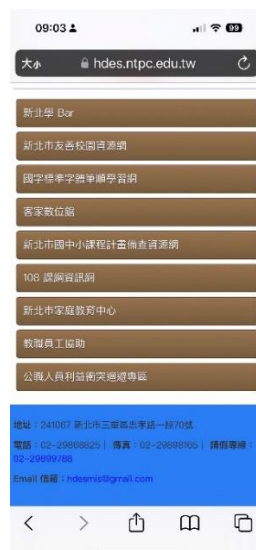 09:03
99
大小 hdes.ntpc.edu.tw
新北學 Bar
新北市友善校園資源網
國字標準字體筆順學習網
客家數位館
新北市國中小課程計畫備查資源網
108 課綱資訊網
新北市家庭教育中心
教職員工協助
公職人員利益衝突迴避專區
地址：241067 新北市三重區忠孝路一段70號
電話：02-29868825| 傳真：02-29898165| 請假專線：
02-29899788
Email 信箱：hdesmis@gmail.com